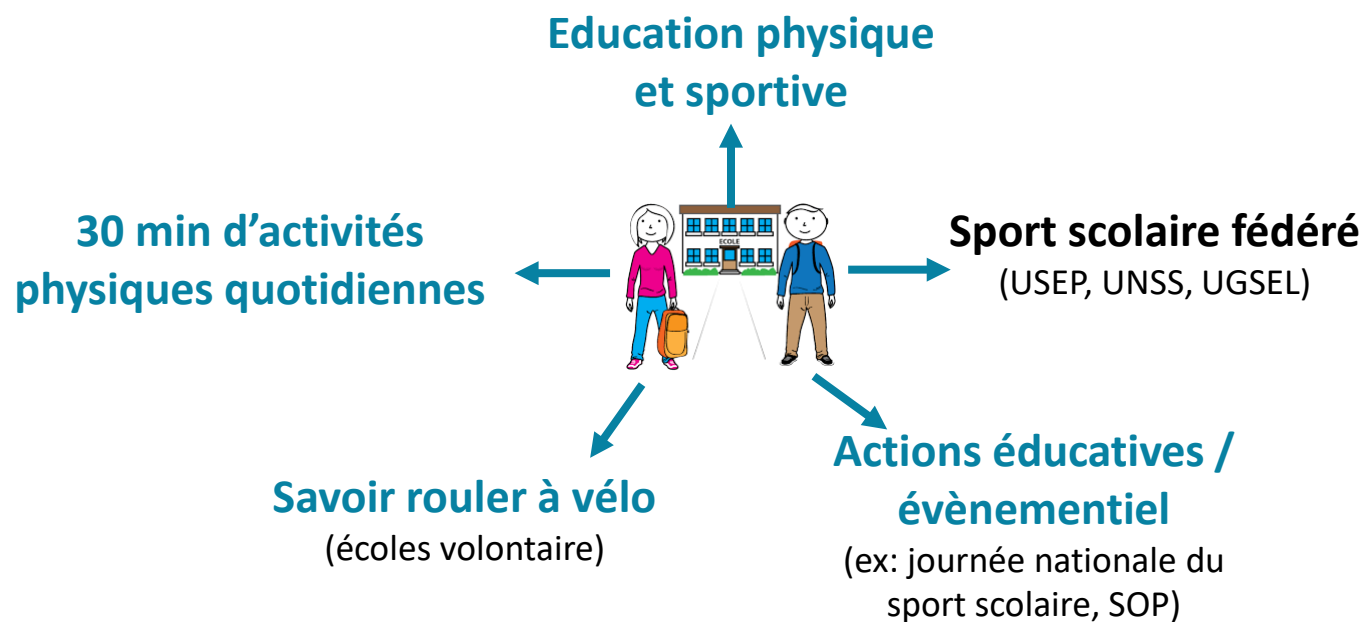 Education physique
et sportive
30 min d’activités
physiques quotidiennes
ECOLE
Sport scolaire fédéré
(USEP, UNSS, UGSEL)
Savoir rouler à vélo
(écoles volontaire)
Actions éducatives /
évènementiel
(ex: journée nationale du
sport scolaire, SOP)